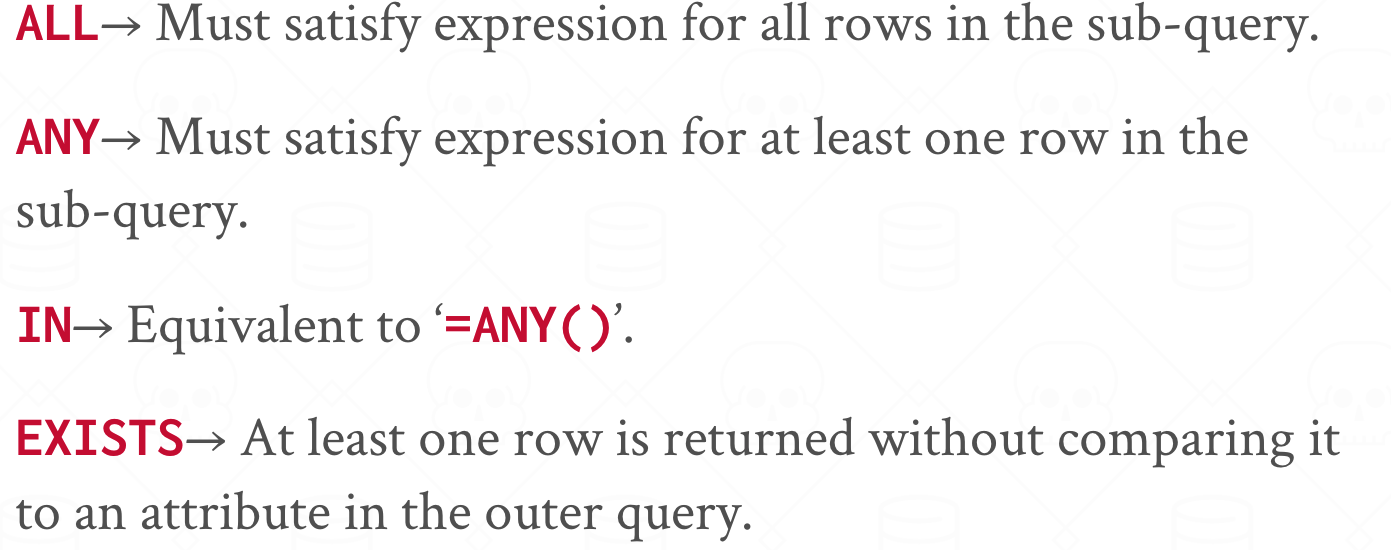 ALL→ Must satisfy expression for all rows in the sub-query.
ANY→ Must satisfy expression for at least one row in the
sub-query.
IN→ Equivalent to ‘=ANY()’.
EXISTS→ At least one row is returned without comparing it
to an attribute in the outer query.